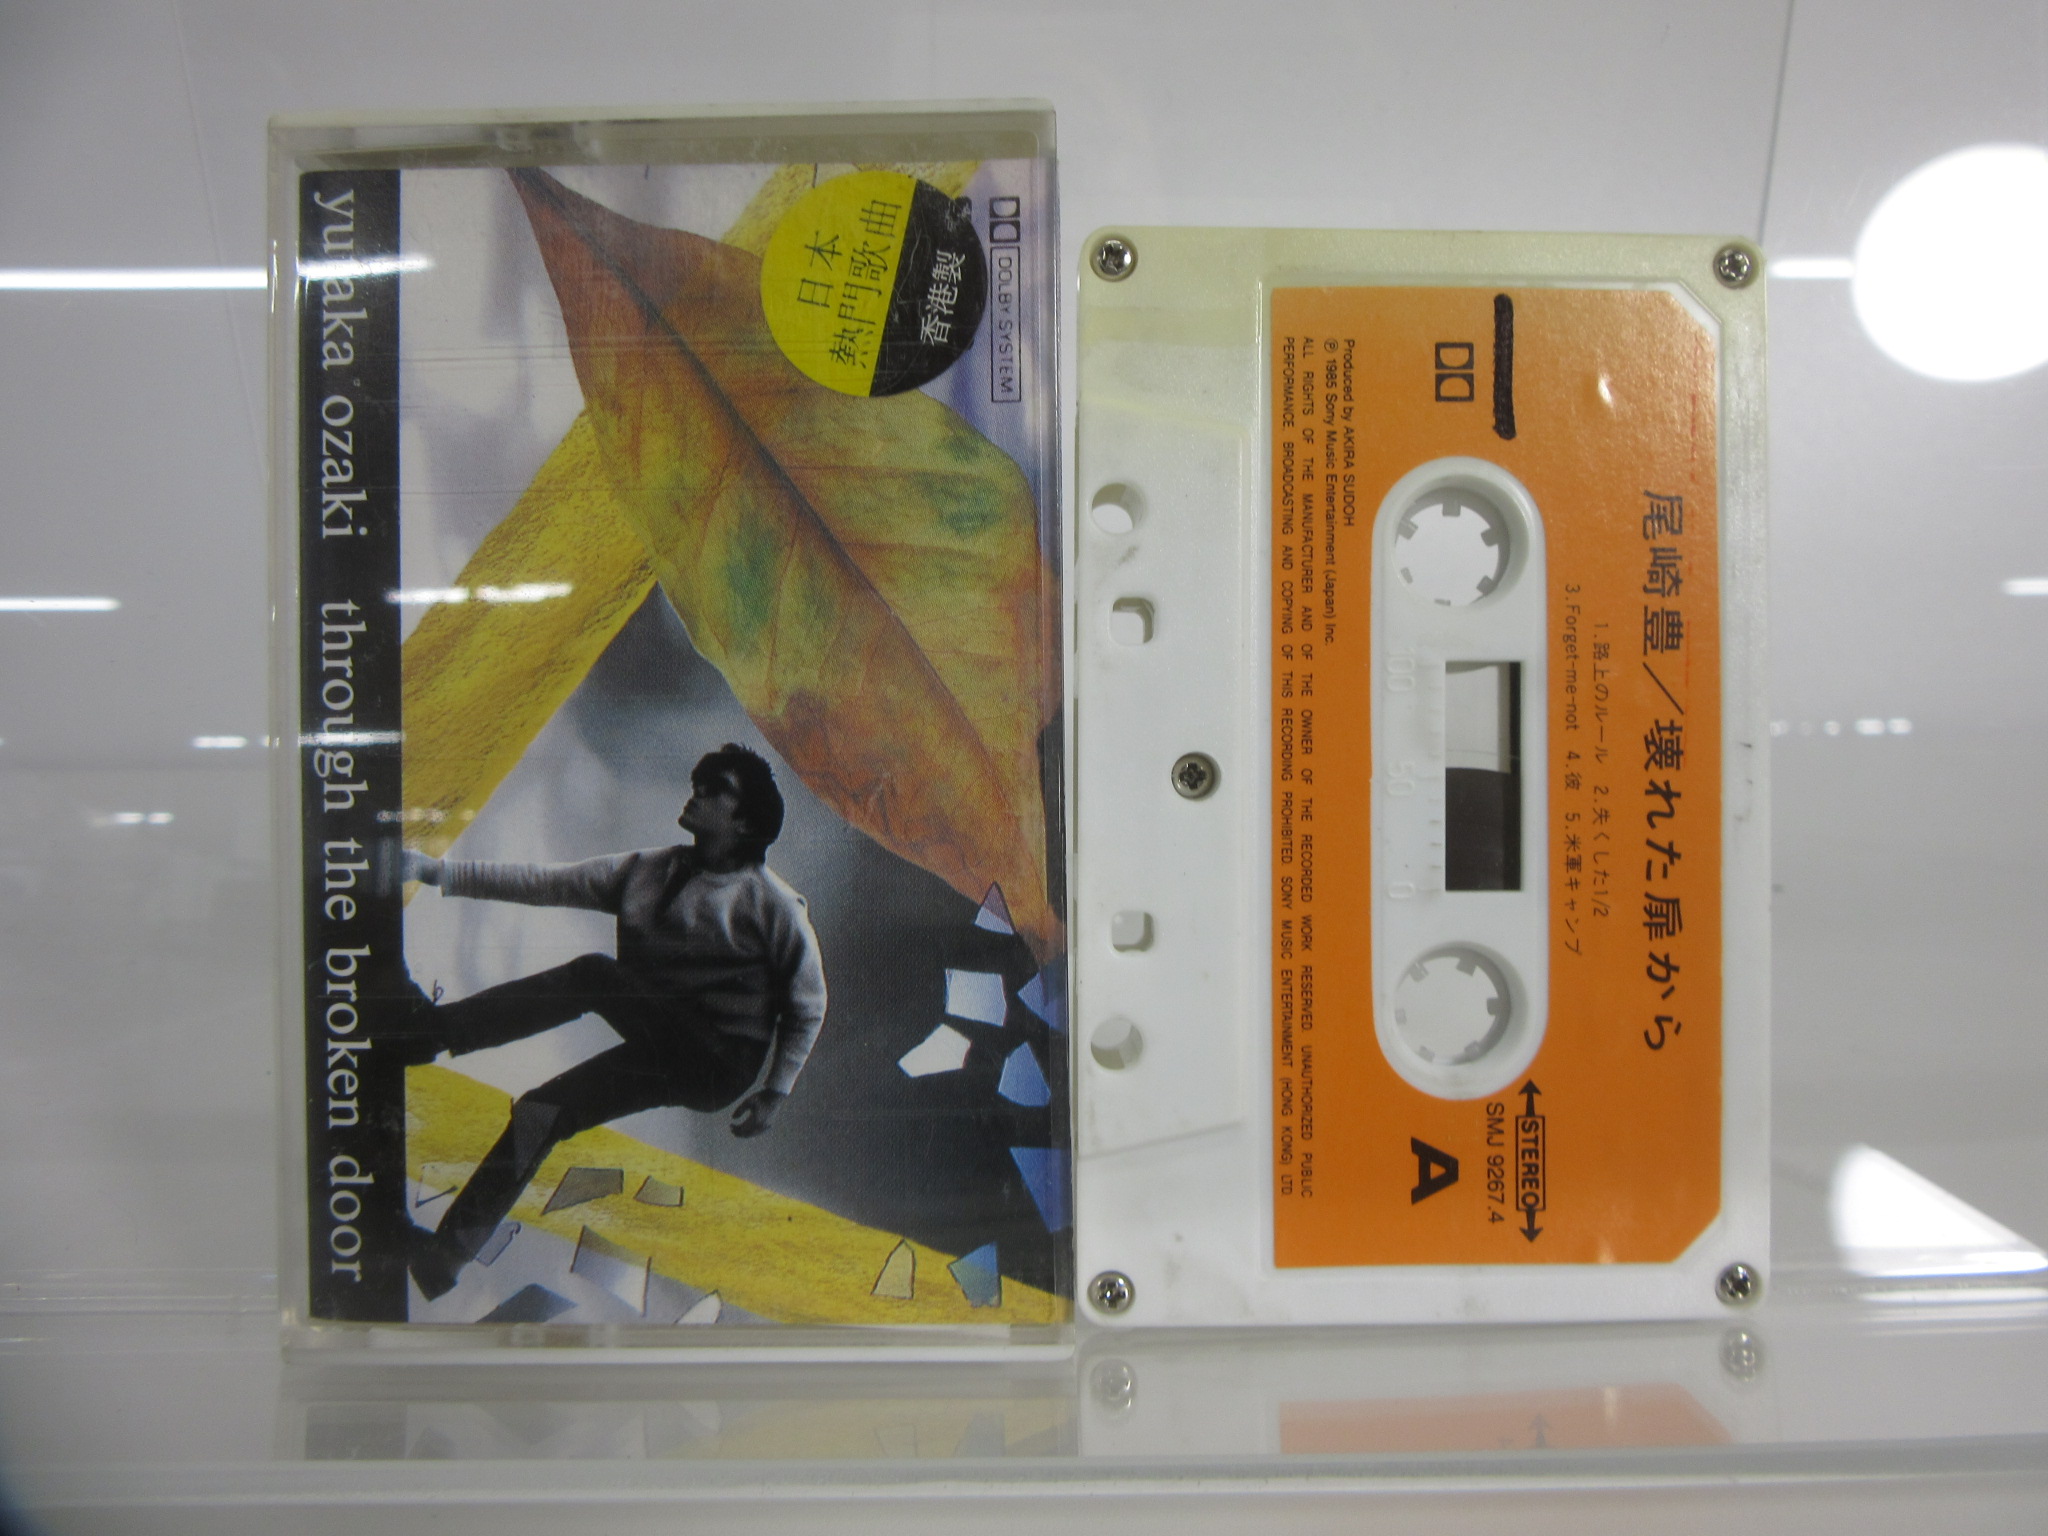 yutaka ozaki through the broken door
DOLBY SYSTEM
日本
熱門歌曲
香港製
尾崎豊/壊れた扉から
1.路上のルール 2.失くした1/2
3.Forget-me-not 4.彼 5.米軍キャンプ
STEREO
SMJ 9267.4
A
100 50 0
Produced by AKIRA SUDOH
℗ 1985 Sony Music Entertainment (Japan) Inc.
ALL RIGHTS OF THE MANUFACTURER AND OF THE OWNER OF THE RECORDED WORK RESERVED. UNAUTHORIZED PUBLIC
PERFORMANCE, BROADCASTING AND COPYING OF THIS RECORDING PROHIBITED. SONY MUSIC ENTERTAINMENT (HONG KONG) LTD.